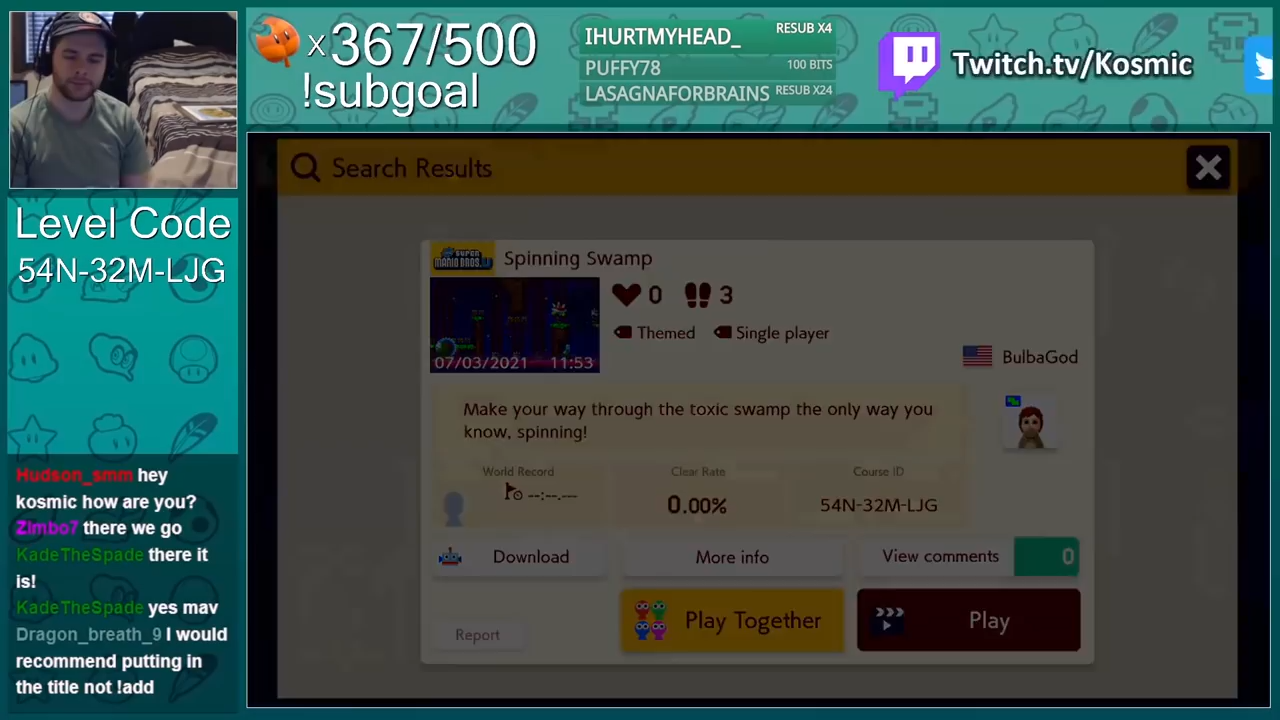 x367/500
!subgoal
IHURTMYHEAD_ RESUB X4
PUFFY78 100 BITS
LASAGNAFORBRAINS RESUB X24
Twitch.tv/Kosmic
Level Code
54N-32M-LJG
Search Results
SUPER
MARIO BROS. U
Spinning Swamp
0 3
07/03/2021 11:53
Themed Single player
BulbaGod
Make your way through the toxic swamp the only way you
know, spinning!
World Record Clear Rate Course ID
--:--.--- 0.00% 54N-32M-LJG
Download More info View comments 0
Report Play Together Play
Hudson_smm hey
kosmic how are you?
Zimbo7 there we go
KadeTheSpade there it
is!
KadeTheSpade yes mav
Dragon_breath_9 I would
recommend putting in
the title not !add